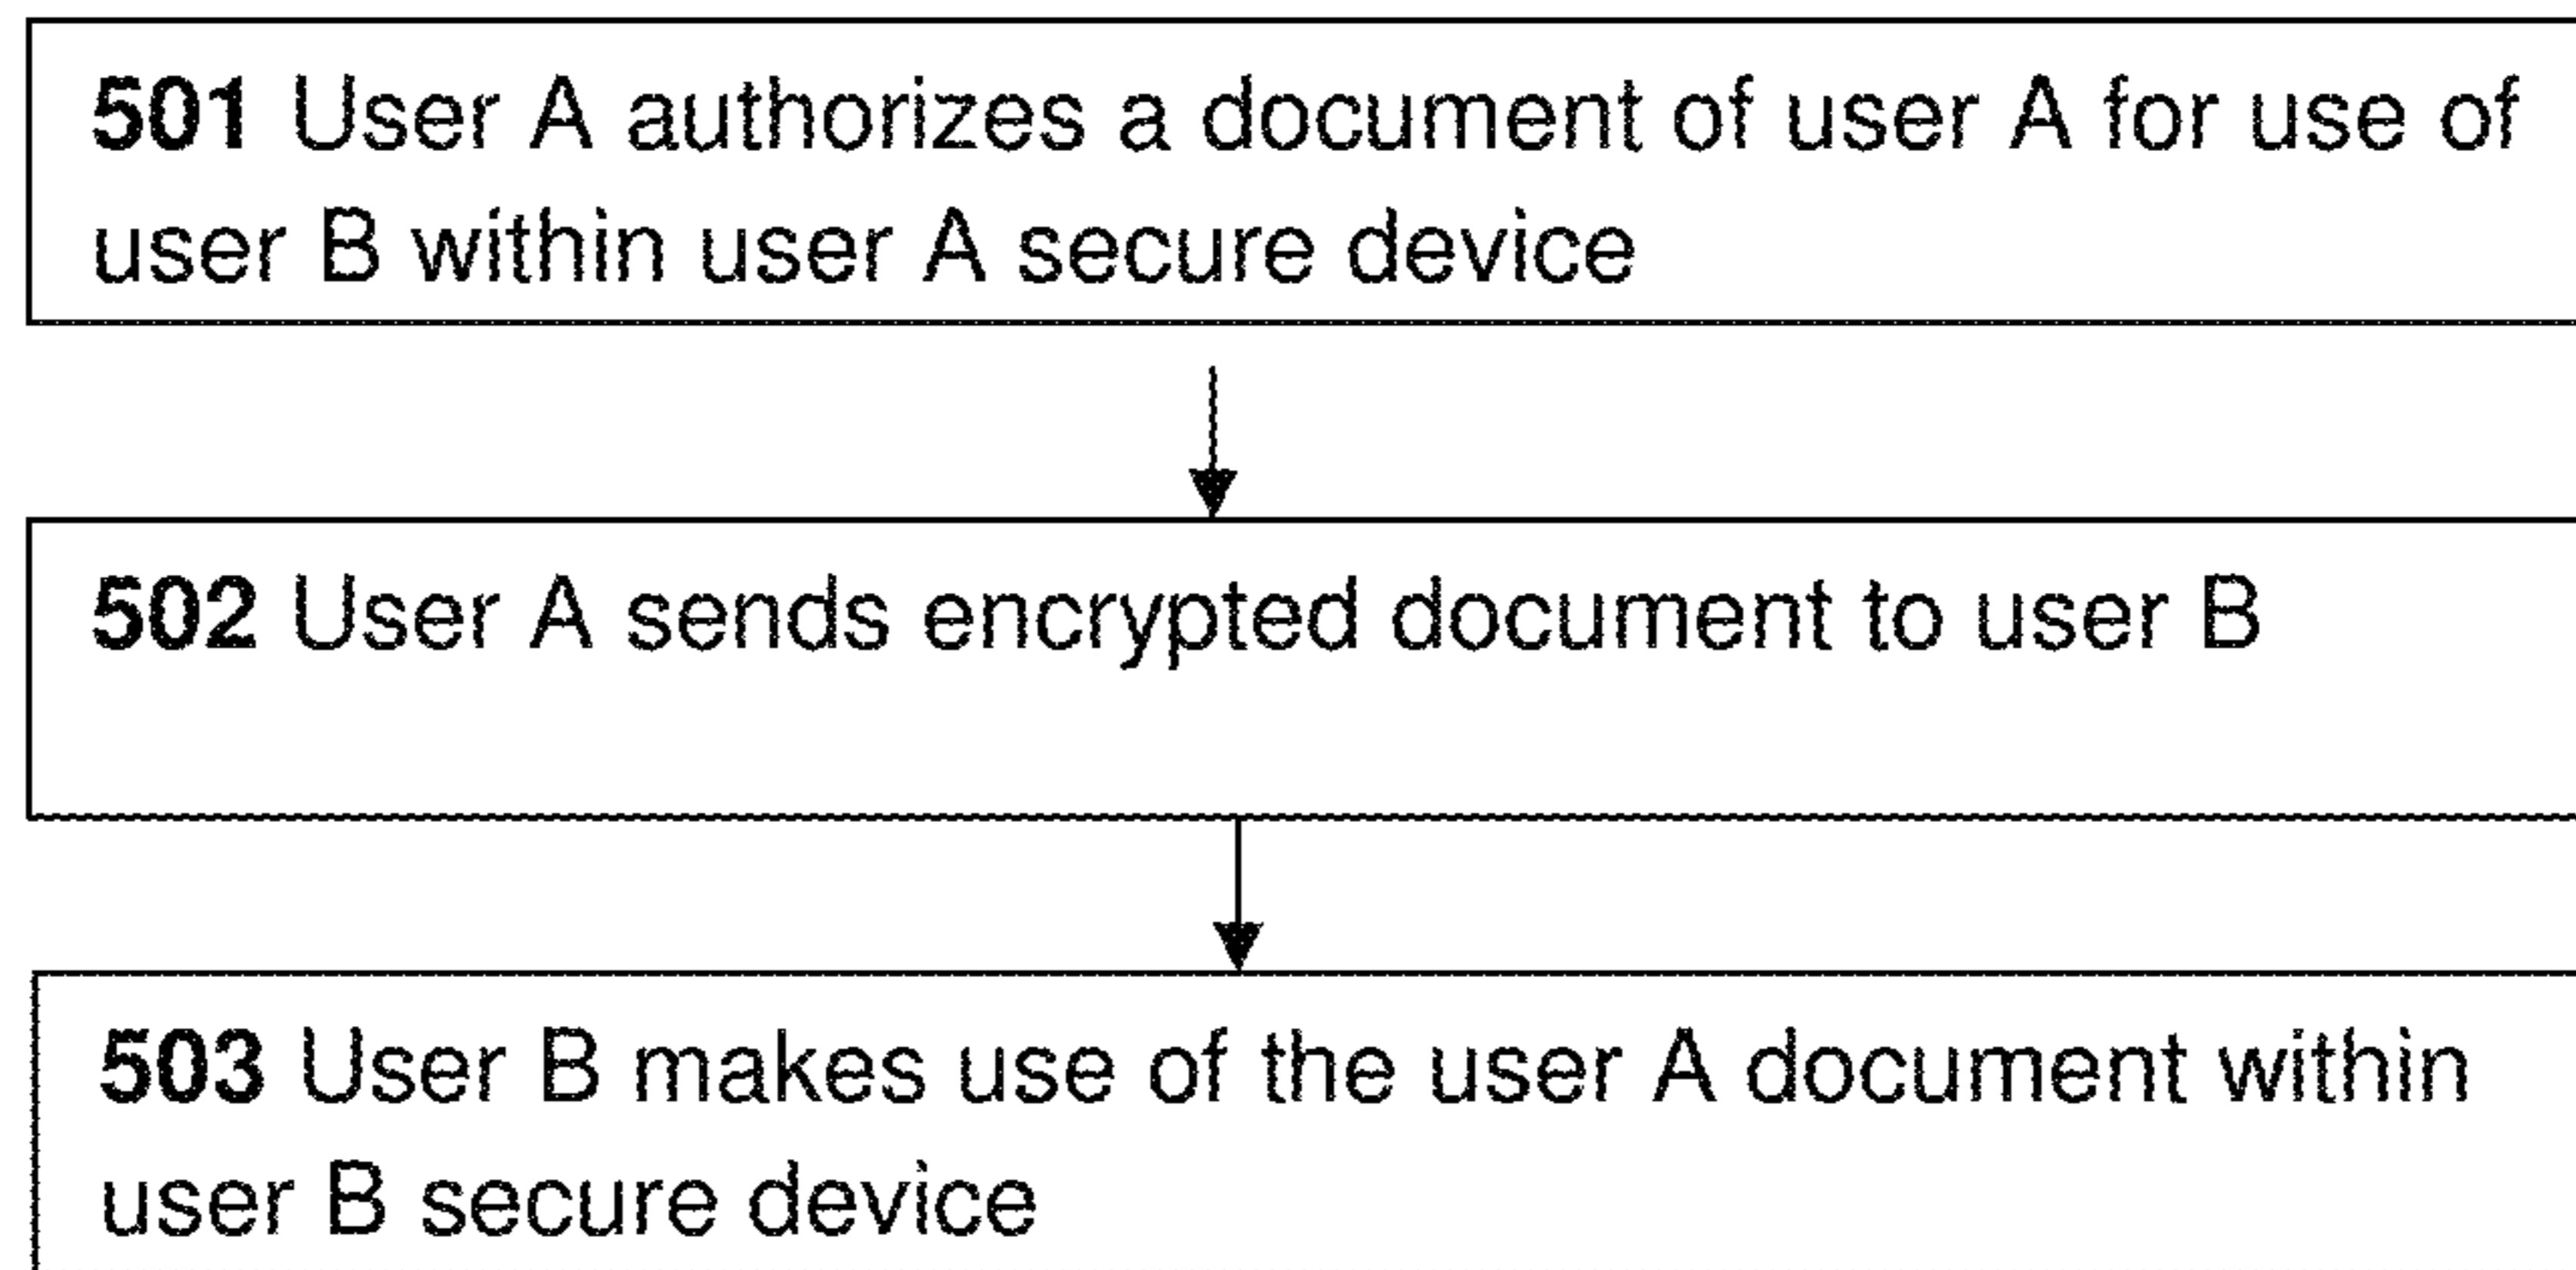 501 User A authorizes a document of user A for use of
user B within user A secure device
502 User A sends encrypted document to user B
503 User B makes use of the user A document within
user B secure device